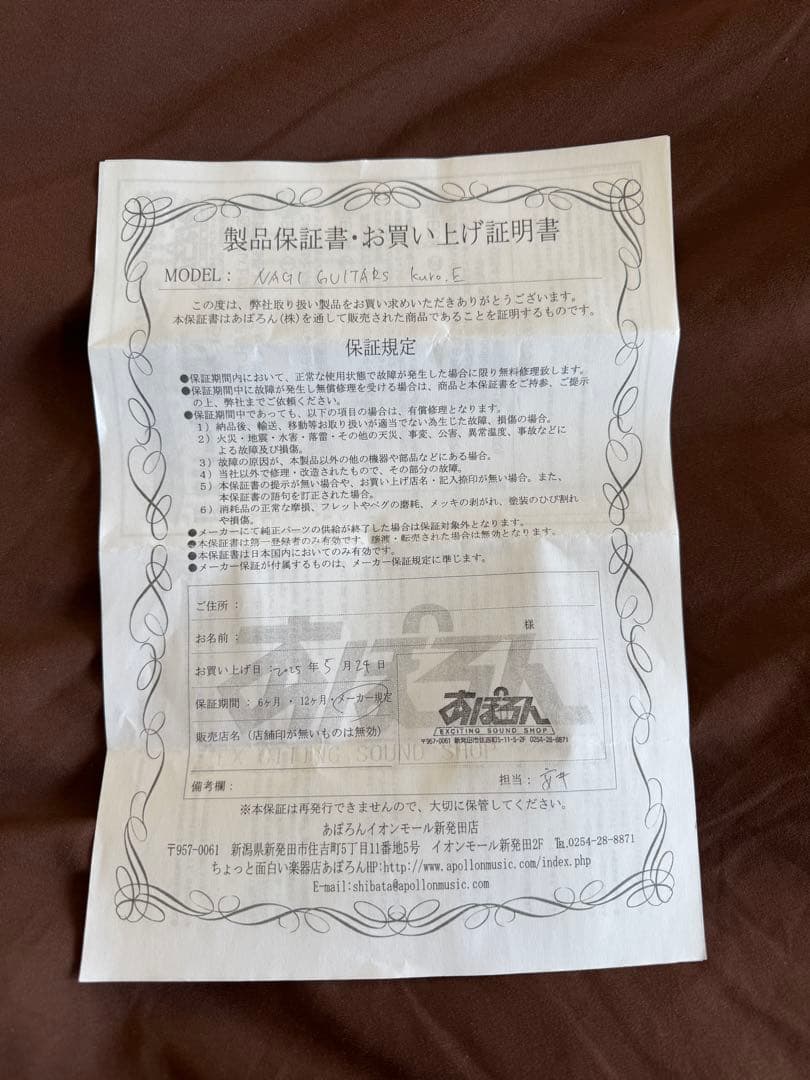 製品保証書・お買い上げ証明書
MODEL: NAGI GUITARS Kuro.E
この度は、弊社取り扱い製品をお買い求めいただきありがとうございます。
本保証書はあぽろん(株)を通して販売された商品であることを証明するものです。
保証規定
●保証期間内において、正常な使用状態で故障が発生した場合に限り無料修理致します。
●保証期間中に故障が発生し無償修理を受ける場合は、商品と本保証書をご持参、ご提示
の上、弊社までご依頼ください。
●保証期間中であっても、以下の項目の場合は、有償修理となります。
1）納品後、輸送、移動等お取り扱いが適当でない為生じた故障、損傷の場合。
2）火災・地震・水害・落雷・その他の天災、事変、公害、異常温度、事故などに
よる故障及び損傷。
3）故障の原因が、本製品以外の他の機器や部品などにある場合。
4）当社以外で修理・改造されたもので、その部分の故障。
5）本保証書の提示が無い場合や、お買い上げ店名・記入捺印が無い場合。また、
本保証書の語句を訂正された場合。
6）消耗品の正常な摩損、フレットやペグの磨耗、メッキの剥がれ、塗装のひび割れ
や損傷。
●メーカーにて純正パーツの供給が終了した場合は保証対象外となります。
●本保証書は第一登録者のみ有効です。譲渡・転売された場合は無効となります。
●本保証書は日本国内においてのみ有効です。
●メーカー保証が付属するものは、メーカー保証規定に準じます。
ご住所：
お名前： 様
お買い上げ日：2025年5月24日
保証期間：6ヶ月・12ヶ月・メーカー規定
販売店名（店舗印が無いものは無効）
あぽろん
EXCITING SOUND SHOP
〒957-0061 新発田市住吉町5-11-5-2F 0254-28-8871
あぽろん
EXCITING SOUND SHOP
備考欄： 担当：
※本保証は再発行できませんので、大切に保管してください。
あぽろんイオンモール新発田店
〒957-0061 新潟県新発田市住吉町5丁目11番地5号 イオンモール新発田2F ℡0254-28-8871
ちょっと面白い楽器店あぽろんHP:http://www.apollonmusic.com/index.php
E-mail:shibata@apollonmusic.com